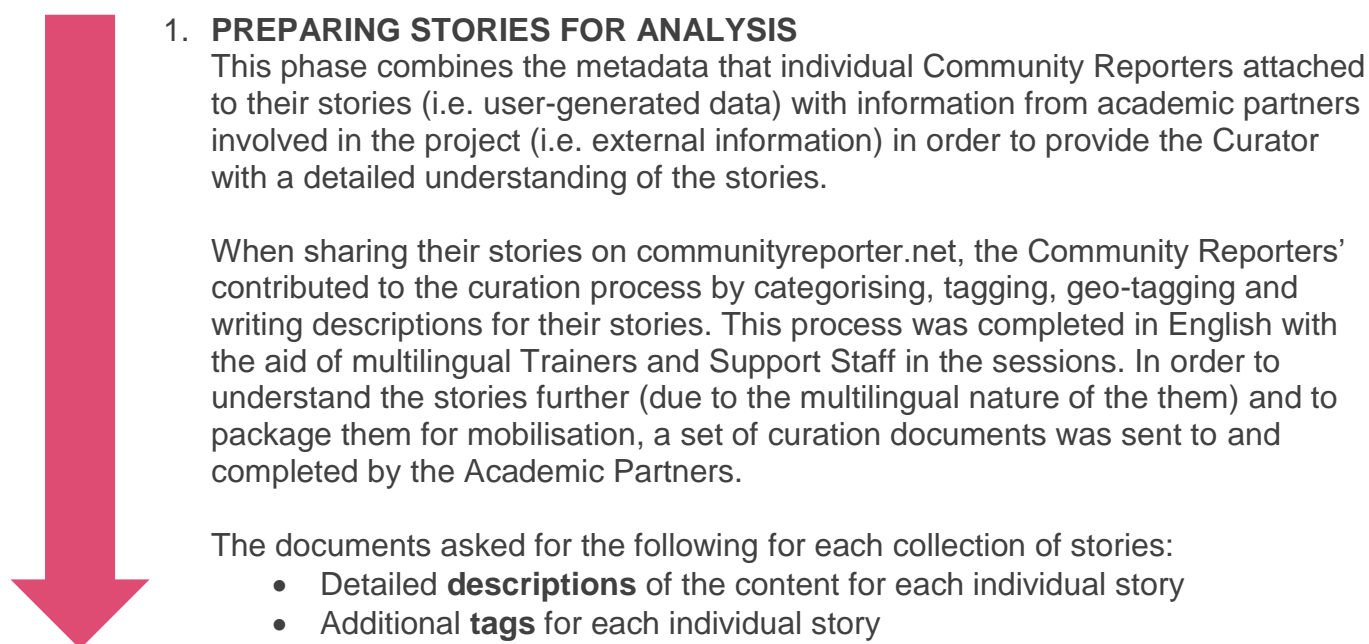 1. PREPARING STORIES FOR ANALYSIS
This phase combines the metadata that individual Community Reporters attached
to their stories (i.e. user-generated data) with information from academic partners
involved in the project (i.e. external information) in order to provide the Curator
with a detailed understanding of the stories.
When sharing their stories on communityreporter.net, the Community Reporters’
contributed to the curation process by categorising, tagging, geo-tagging and
writing descriptions for their stories. This process was completed in English with
the aid of multilingual Trainers and Support Staff in the sessions. In order to
understand the stories further (due to the multilingual nature of the them) and to
package them for mobilisation, a set of curation documents was sent to and
completed by the Academic Partners.
The documents asked for the following for each collection of stories:
• Detailed descriptions of the content for each individual story
• Additional tags for each individual story